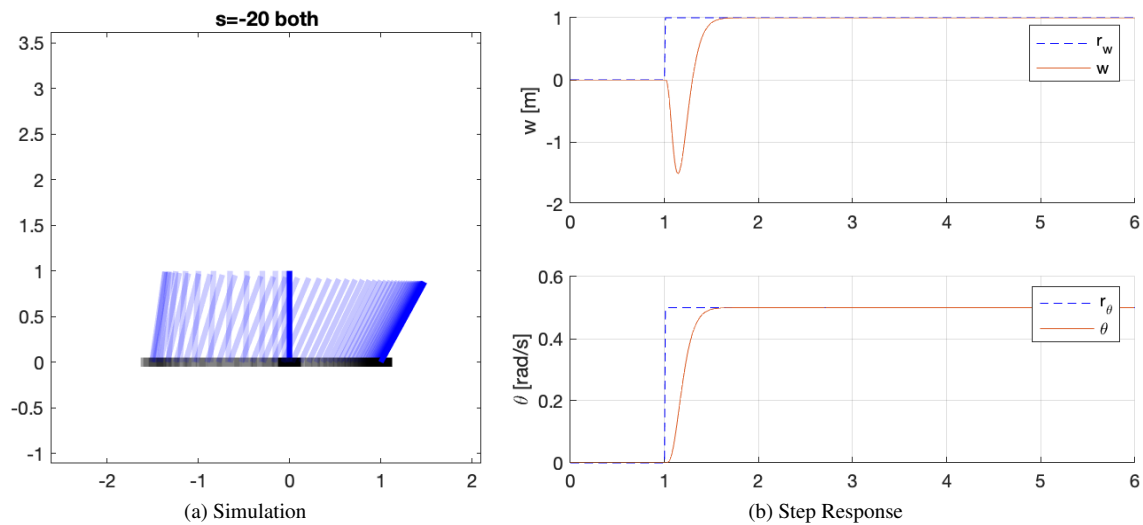 s=-20 both
3.5
3
2.5
2
1.5
1
0.5
0
-0.5
-1
-2 -1 0 1 2
(a) Simulation
w [m]
1
0
-1
-2
r_w
w
0 1 2 3 4 5 6
θ [rad/s]
0.6
0.4
0.2
0
r_θ
θ
0 1 2 3 4 5 6
(b) Step Response